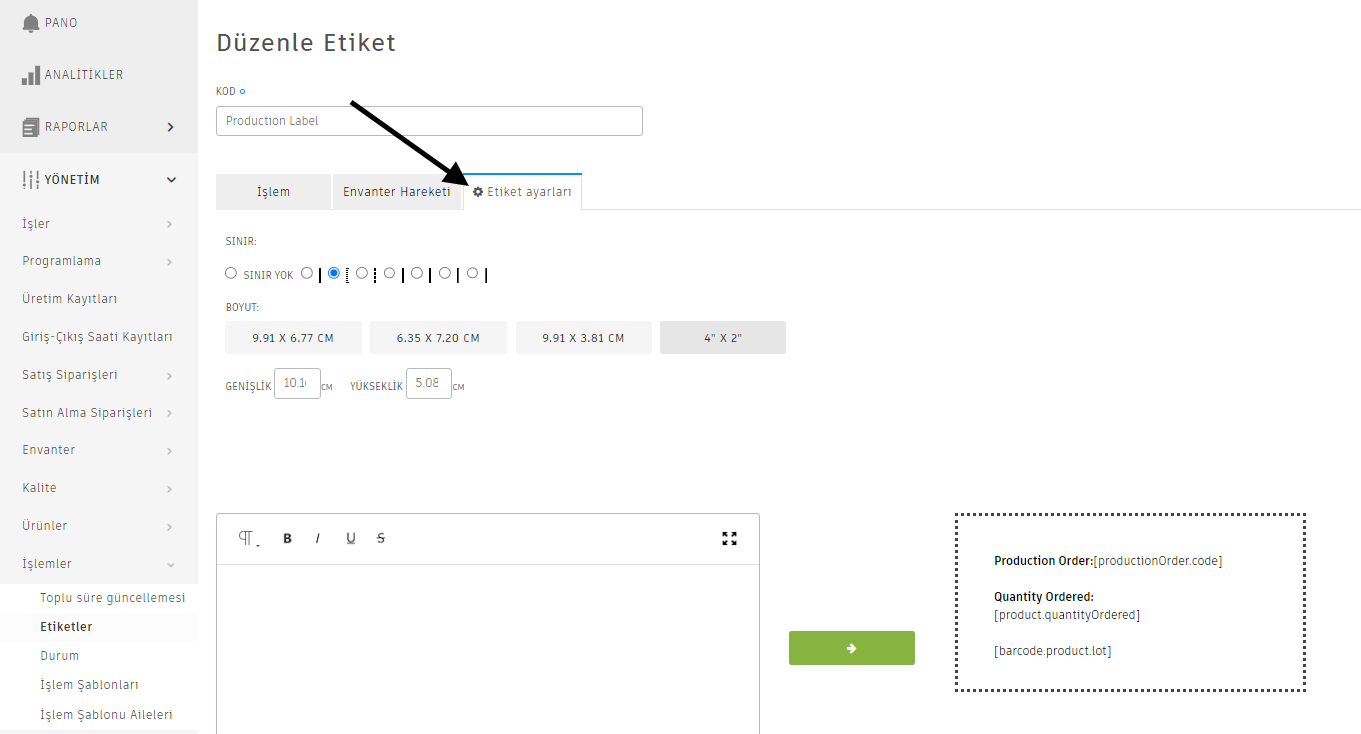 PANO
ANALİTİKLER
RAPORLAR
YÖNETİM
İşler
Programlama
Üretim Kayıtları
Giriş-Çıkış Saati Kayıtları
Satış Siparişleri
Satın Alma Siparişleri
Envanter
Kalite
Ürünler
İşlemler
Toplu süre güncellemesi
Etiketler
Durum
İşlem Şablonları
İşlem Şablonu Aileleri
Düzenle Etiket
KOD
Production Label
İşlem Envanter Hareketi Etiket ayarları
SINIR:
SINIR YOK
BOYUT:
9.91 X 6.77 CM 6.35 X 7.20 CM 9.91 X 3.81 CM 4" X 2"
GENİŞLİK 10.16 CM YÜKSEKLİK 5.08 CM
B I U S
Production Order:[productionOrder.code]
Quantity Ordered:
[product.quantityOrdered]
[barcode.product.lot]